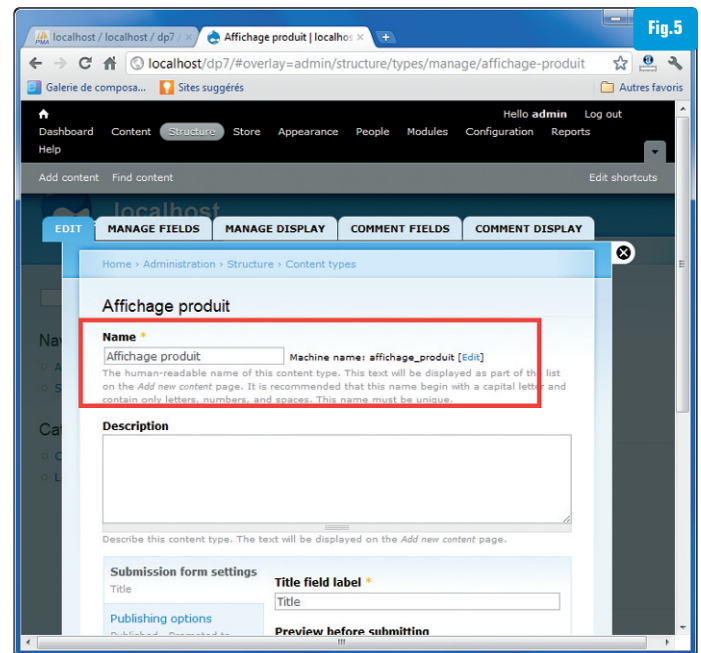 Fig.5
localhost / localhost / dp7 /
Affichage produit | localhos
localhost/dp7/#overlay=admin/structure/types/manage/affichage-produit
Galerie de composa...
Sites suggérés
Autres favoris
Hello admin Log out
Dashboard Content Structure Store Appearance People Modules Configuration Reports
Help
Add content Find content
Edit shortcuts
localhost
EDIT MANAGE FIELDS MANAGE DISPLAY COMMENT FIELDS COMMENT DISPLAY
Home › Administration › Structure › Content types
Affichage produit
Name *
Affichage produit
Machine name: affichage_produit [Edit]
The human-readable name of this content type. This text will be displayed as part of the list
on the Add new content page. It is recommended that this name begin with a capital letter and
contain only letters, numbers, and spaces. This name must be unique.
Description
Describe this content type. The text will be displayed on the Add new content page.
Submission form settings
Title
Title field label *
Title
Publishing options
Published , Promoted to
Preview before submitting